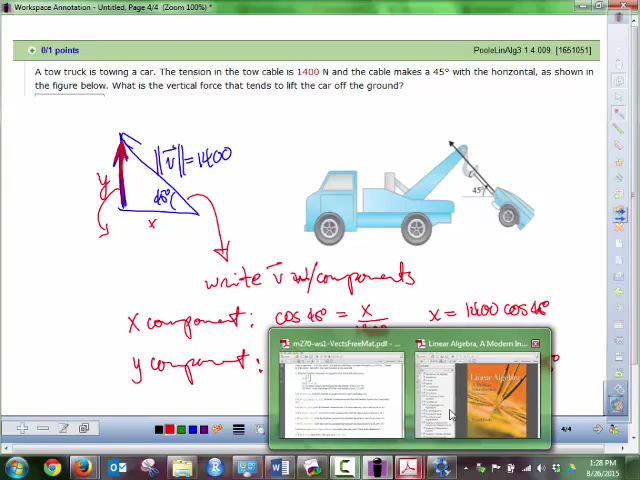 Workspace Annotation - Untitled, Page 4/4 (Zoom 100%) *
0/1 points
PooleLinAlg3 1.4.009. [1651051]
A tow truck is towing a car. The tension in the tow cable is 1400 N and the cable makes a 45° with the horizontal, as shown in
the figure below. What is the vertical force that tends to lift the car off the ground?
||v⃗|| = 1400
y
45°
x
45°
write v⃗ w/components
x component: cos 45° = x
x = 1400 cos 45°
y component:
m270-ws1-VectsFreeMat.pdf - ...
Linear Algebra, A Modern In...
Linear Algebra
4/4
1:28 PM
8/26/2015